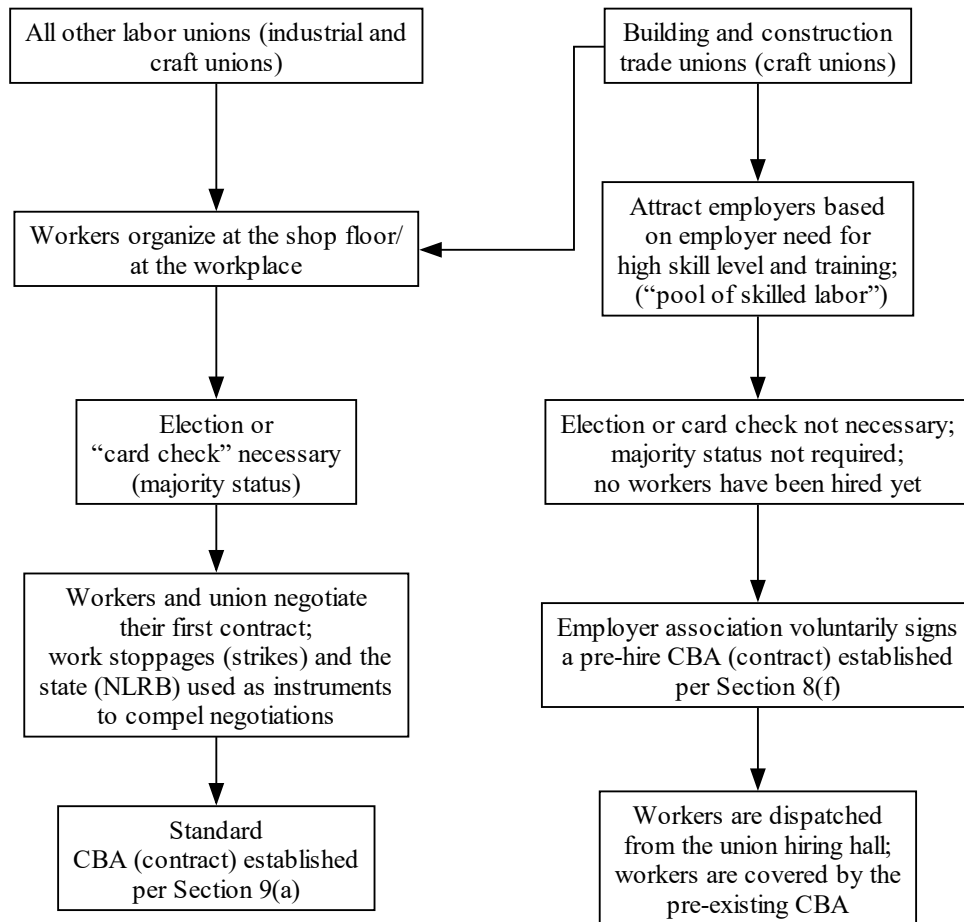 All other labor unions (industrial and
craft unions)
Building and construction
trade unions (craft unions)
Workers organize at the shop floor/
at the workplace
Attract employers based
on employer need for
high skill level and training;
(“pool of skilled labor”)
Election or
“card check” necessary
(majority status)
Election or card check not necessary;
majority status not required;
no workers have been hired yet
Workers and union negotiate
their first contract;
work stoppages (strikes) and the
state (NLRB) used as instruments
to compel negotiations
Employer association voluntarily signs
a pre-hire CBA (contract) established
per Section 8(f)
Standard
CBA (contract) established
per Section 9(a)
Workers are dispatched
from the union hiring hall;
workers are covered by the
pre-existing CBA